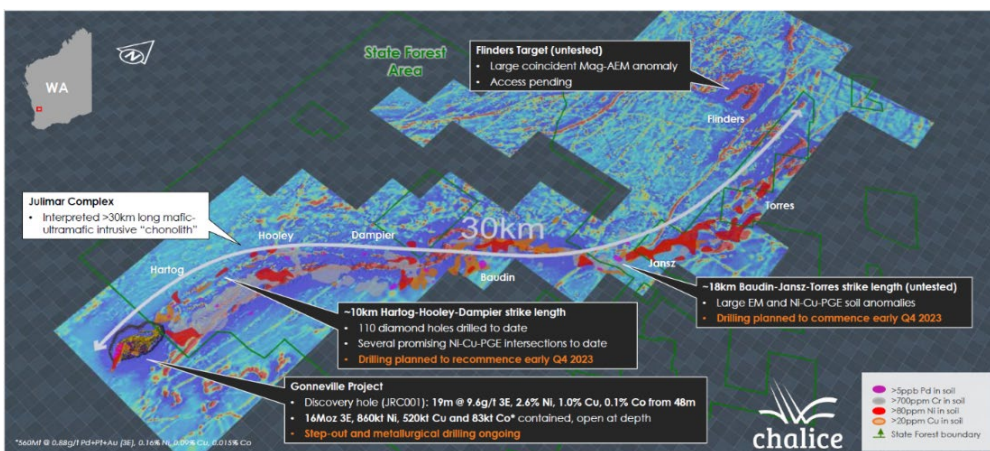 WA
State Forest
Area
Flinders Target (untested)
• Large coincident Mag-AEM anomaly
• Access pending
Flinders
Julimar Complex
• Interpreted >30km long mafic-
ultramafic intrusive “chonolith”
Torres
Hooley
Dampier
30km
Hartog
Baudin
Jansz
~18km Baudin-Jansz-Torres strike length (untested)
• Large EM and Ni-Cu-PGE soil anomalies
• Drilling planned to commence early Q4 2023
~10km Hartog-Hooley-Dampier strike length
• 110 diamond holes drilled to date
• Several promising Ni-Cu-PGE intersections to date
• Drilling planned to recommence early Q4 2023
Gonneville Project
• Discovery hole (JRC001): 19m @ 9.6g/t 3E, 2.6% Ni, 1.0% Cu, 0.1% Co from 48m
• 16Moz 3E, 860kt Ni, 520kt Cu and 83kt Co* contained, open at depth
• Step-out and metallurgical drilling ongoing
*560Mt @ 0.88g/t Pd+Pt+Au (3E), 0.16% Ni, 0.09% Cu, 0.015% Co
chalice
>5ppb Pd in soil
>700ppm Cr in soil
>80ppm Ni in soil
>20ppm Cu in soil
State Forest boundary